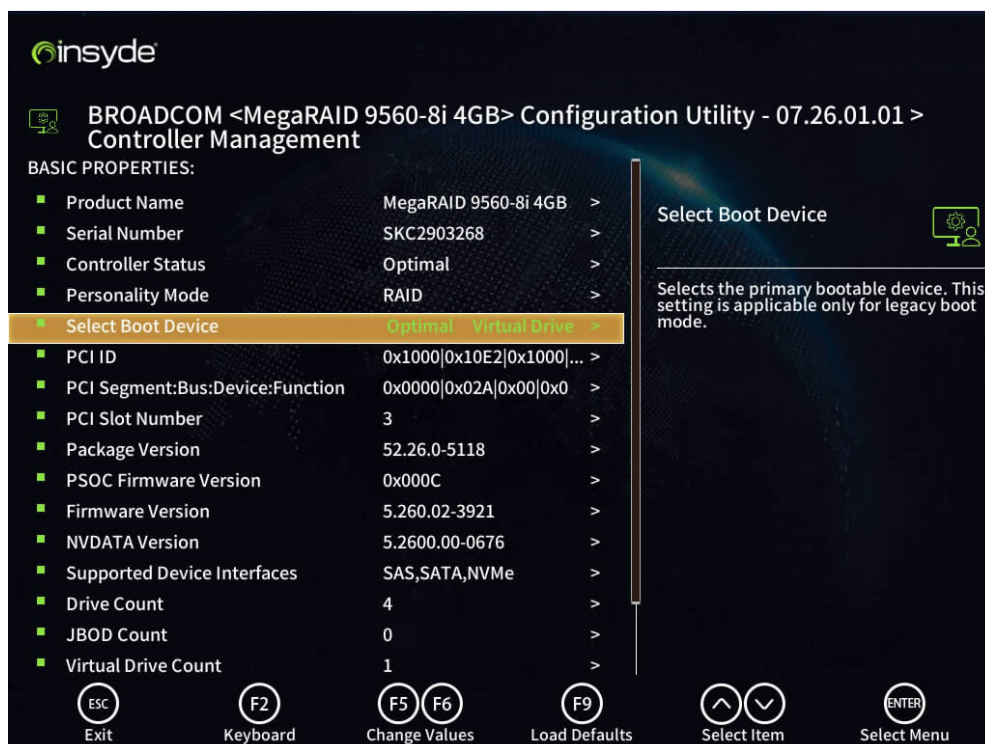 insyde
BROADCOM <MegaRAID 9560-8i 4GB> Configuration Utility - 07.26.01.01 >
Controller Management
BASIC PROPERTIES:
Product Name MegaRAID 9560-8i 4GB >
Serial Number SKC2903268 >
Controller Status Optimal >
Personality Mode RAID >
Select Boot Device Optimal Virtual Drive >
PCI ID 0x1000|0x10E2|0x1000|... >
PCI Segment:Bus:Device:Function 0x0000|0x02A|0x00|0x0 >
PCI Slot Number 3 >
Package Version 52.26.0-5118 >
PSOC Firmware Version 0x000C >
Firmware Version 5.260.02-3921 >
NVDATA Version 5.2600.00-0676 >
Supported Device Interfaces SAS,SATA,NVMe >
Drive Count 4 >
JBOD Count 0 >
Virtual Drive Count 1 >
Select Boot Device
Selects the primary bootable device. This
setting is applicable only for legacy boot
mode.
ESC F2 F5 F6 F9 ENTER
Exit Keyboard Change Values Load Defaults Select Item Select Menu